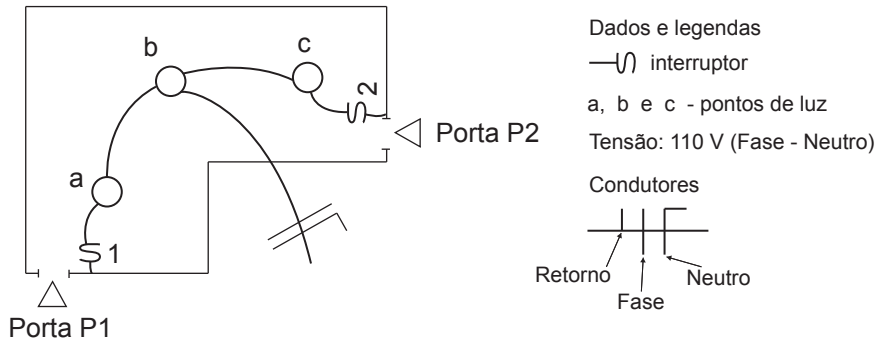 b
c
2
Porta P2
a
1
Porta P1
Dados e legendas
interruptor
a, b e c - pontos de luz
Tensão: 110 V (Fase - Neutro)
Condutores
Retorno
Neutro
Fase